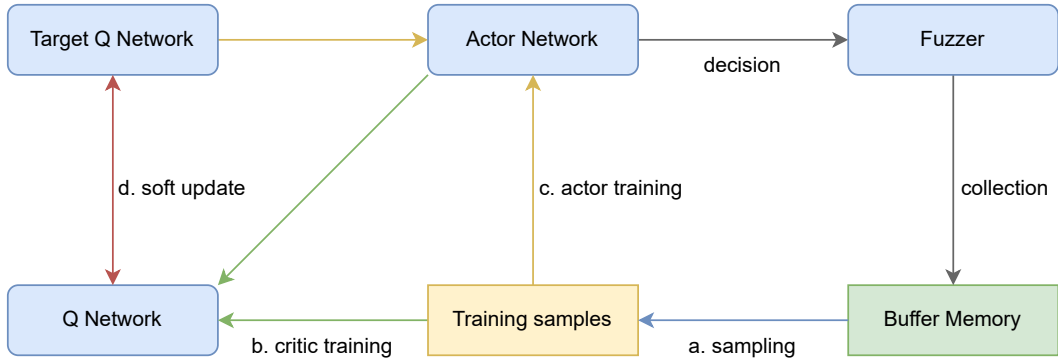 Target Q Network
Actor Network
Fuzzer
decision
d. soft update
c. actor training
collection
Q Network
Training samples
Buffer Memory
b. critic training
a. sampling